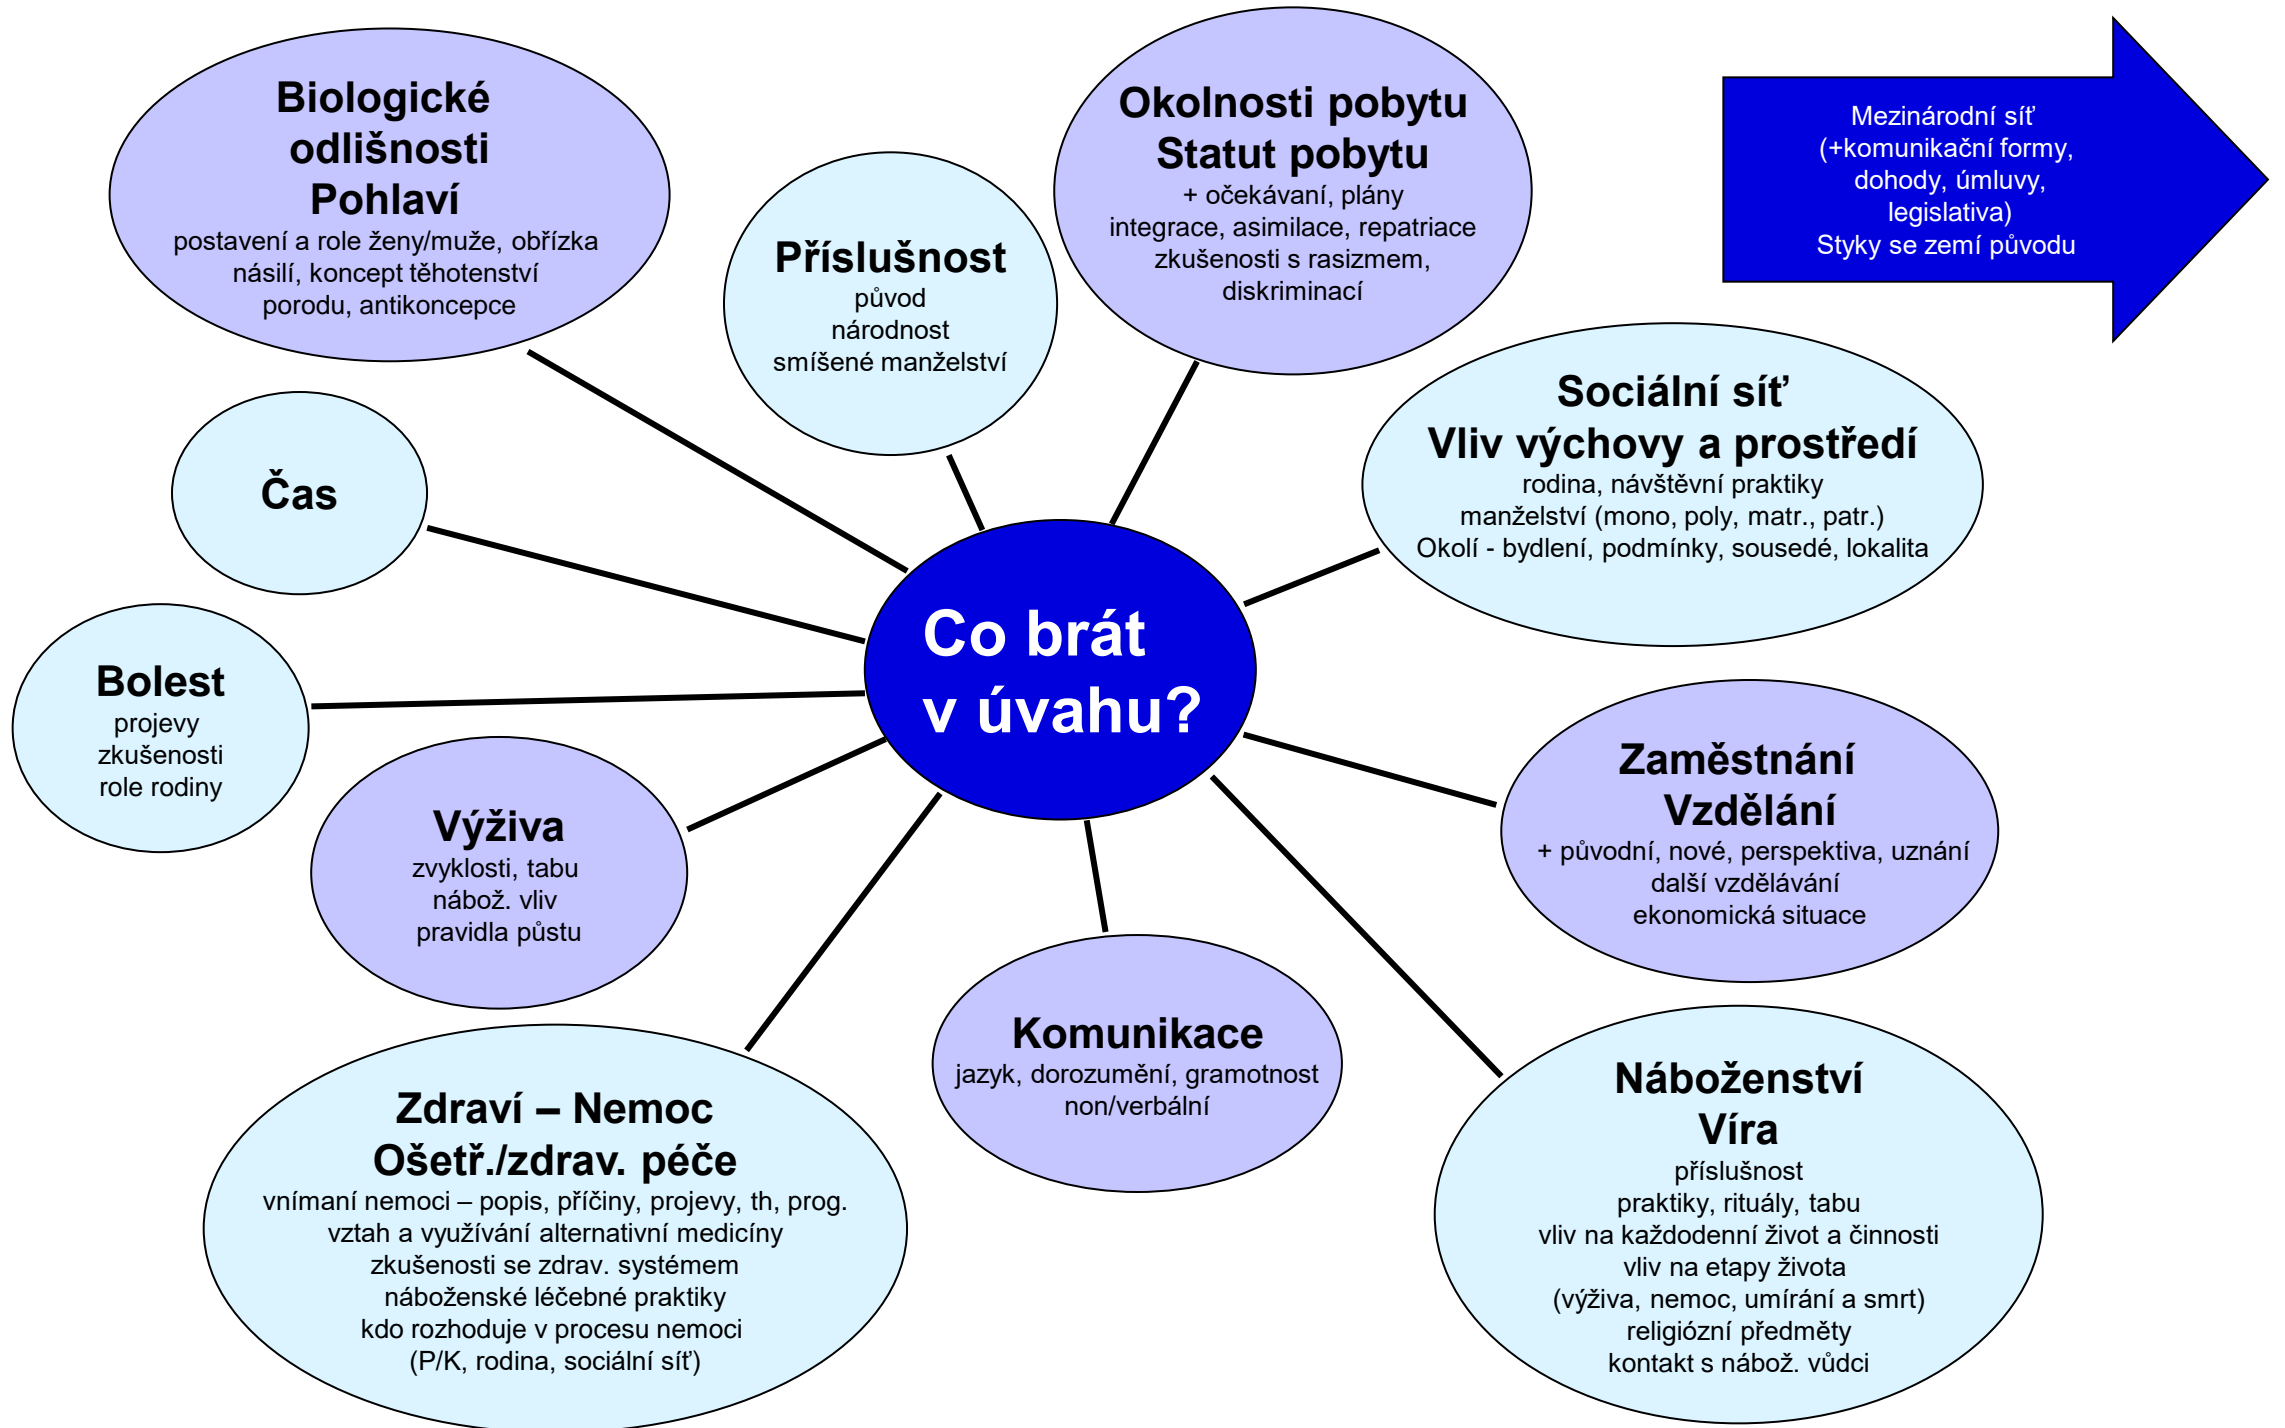 Biologické
odlišnosti
Pohlaví
postavení a role ženy/muže, obřízka
násilí, koncept těhotenství
porodu, antikoncepce
Příslušnost
původ
národnost
smíšené manželství
Okolnosti pobytu
Statut pobytu
+ očekávaní, plány
integrace, asimilace, repatriace
zkušenosti s rasizmem,
diskriminací
Mezinárodní síť
(+komunikační formy,
dohody, úmluvy,
legislativa)
Styky se zemí původu
Sociální síť
Vliv výchovy a prostředí
rodina, návštěvní praktiky
manželství (mono, poly, matr., patr.)
Okolí - bydlení, podmínky, sousedé, lokalita
Čas
Co brát
v úvahu?
Bolest
projevy
zkušenosti
role rodiny
Výživa
zvyklosti, tabu
nábož. vliv
pravidla půstu
Zaměstnání
Vzdělání
+ původní, nové, perspektiva, uznání
další vzdělávání
ekonomická situace
Komunikace
jazyk, dorozumění, gramotnost
non/verbální
Zdraví – Nemoc
Ošetř./zdrav. péče
vnímaní nemoci – popis, příčiny, projevy, th, prog.
vztah a využívání alternativní medicíny
zkušenosti se zdrav. systémem
náboženské léčebné praktiky
kdo rozhoduje v procesu nemoci
(P/K, rodina, sociální síť)
Náboženství
Víra
příslušnost
praktiky, rituály, tabu
vliv na každodenní život a činnosti
vliv na etapy života
(výživa, nemoc, umírání a smrt)
religiózní předměty
kontakt s nábož. vůdci